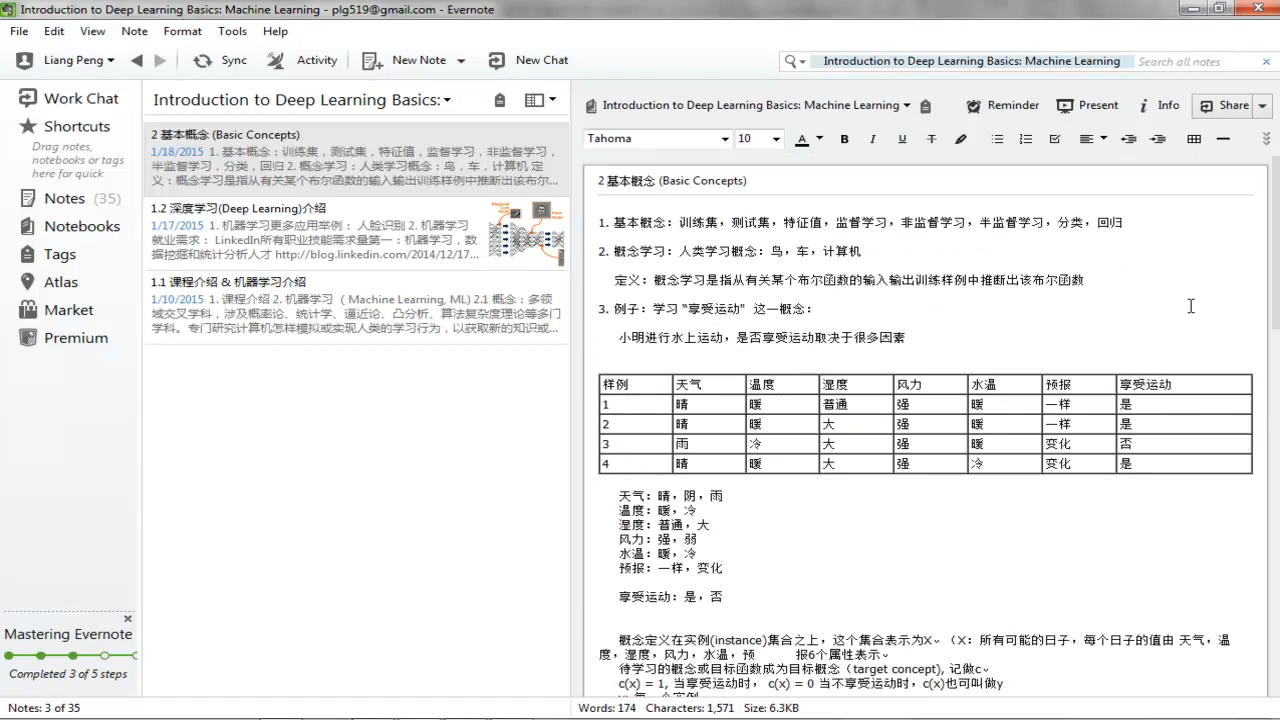 Introduction to Deep Learning Basics: Machine Learning - plg519@gmail.com - Evernote
File Edit View Note Format Tools Help
Liang Peng Sync Activity New Note New Chat
Introduction to Deep Learning Basics: Machine Learning Search all notes
Work Chat
Shortcuts
Drag notes,
notebooks or tags
here for quick
Notes (35)
Notebooks
Tags
Atlas
Market
Premium
Mastering Evernote
Completed 3 of 5 steps
Introduction to Deep Learning Basics:
2 基本概念 (Basic Concepts)
1/18/2015 1. 基本概念：训练集，测试集，特征值，监督学习，非监督学习，
半监督学习，分类，回归 2. 概念学习：人类学习概念：鸟，车，计算机 定
义：概念学习是指从有关某个布尔函数的输入输出训练样例中推断出该布尔...
1.2 深度学习(Deep Learning)介绍
1/17/2015 1. 机器学习更多应用举例： 人脸识别 2. 机器学习
就业需求： LinkedIn所有职业技能需求量第一：机器学习，数
据挖掘和统计分析人才 http://blog.linkedin.com/2014/12/17...
1.1 课程介绍 & 机器学习介绍
1/10/2015 1. 课程介绍 2. 机器学习 （ Machine Learning, ML) 2.1 概念：多领
域交叉学科，涉及概率论、统计学、逼近论、凸分析、算法复杂度理论等多门
学科。专门研究计算机怎样模拟或实现人类的学习行为，以获取新的知识或...
Introduction to Deep Learning Basics: Machine Learning Reminder Present Info Share
Tahoma 10 A B I U T
2 基本概念 (Basic Concepts)
1. 基本概念：训练集，测试集，特征值，监督学习，非监督学习，半监督学习，分类，回归
2. 概念学习：人类学习概念：鸟，车，计算机
定义：概念学习是指从有关某个布尔函数的输入输出训练样例中推断出该布尔函数
3. 例子：学习 “享受运动" 这一概念：
小明进行水上运动，是否享受运动取决于很多因素
样例 天气 温度 湿度 风力 水温 预报 享受运动
1 晴 暖 普通 强 暖 一样 是
2 晴 暖 大 强 暖 一样 是
3 雨 冷 大 强 暖 变化 否
4 晴 暖 大 强 冷 变化 是
天气：晴，阴，雨
温度：暖，冷
湿度：普通，大
风力：强，弱
水温：暖，冷
预报：一样，变化
享受运动：是，否
概念定义在实例(instance)集合之上，这个集合表示为X。（X：所有可能的日子，每个日子的值由 天气，温
度，湿度，风力，水温，预 报6个属性表示。
待学习的概念或目标函数成为目标概念（target concept), 记做c。
c(x) = 1, 当享受运动时， c(x) = 0 当不享受运动时，c(x)也可叫做y
Notes: 3 of 35
Words: 174 Characters: 1,571 Size: 6.3KB